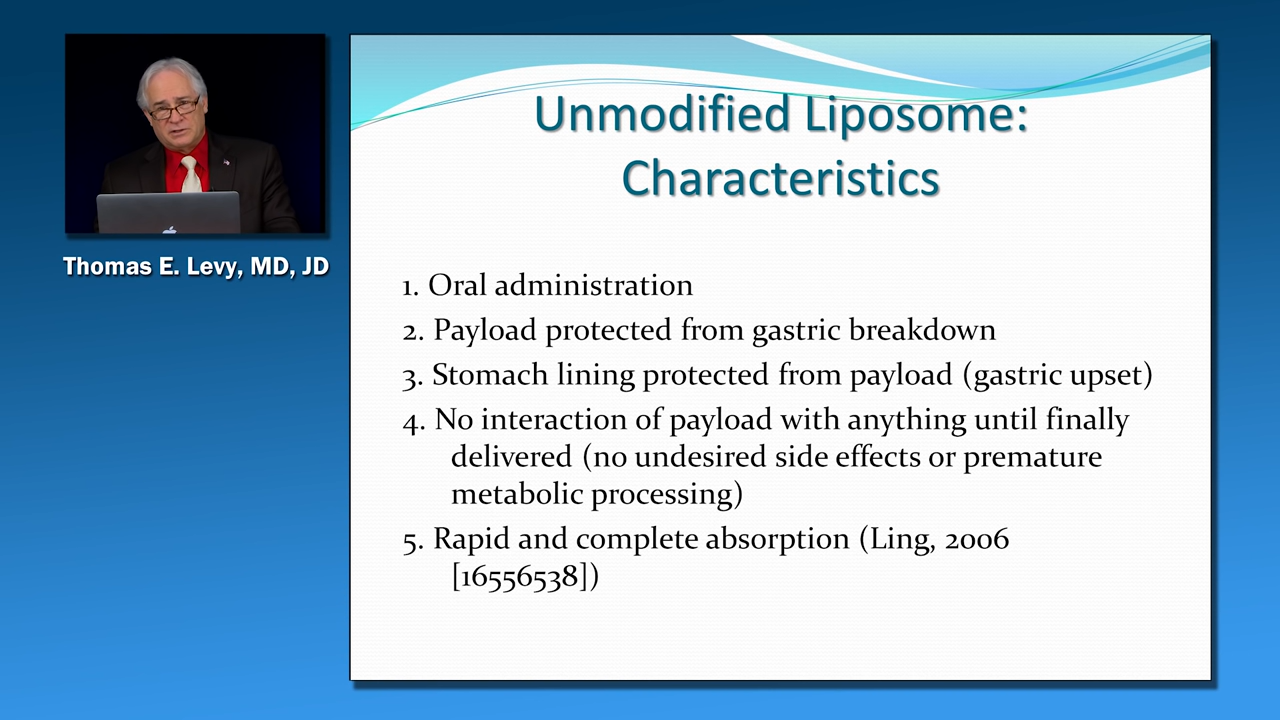 Thomas E. Levy, MD, JD
Unmodified Liposome:
Characteristics
1. Oral administration
2. Payload protected from gastric breakdown
3. Stomach lining protected from payload (gastric upset)
4. No interaction of payload with anything until finally
delivered (no undesired side effects or premature
metabolic processing)
5. Rapid and complete absorption (Ling, 2006
[16556538])